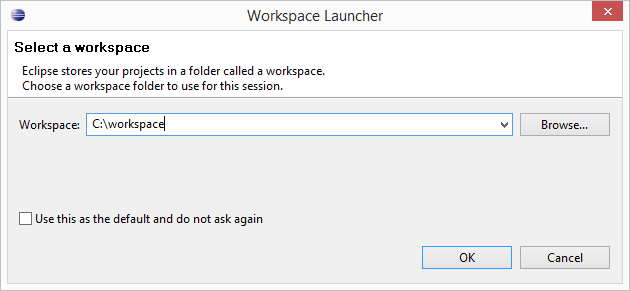 Workspace Launcher
Select a workspace
Eclipse stores your projects in a folder called a workspace.
Choose a workspace folder to use for this session.
Workspace: C:\workspace Browse...
Use this as the default and do not ask again
OK Cancel